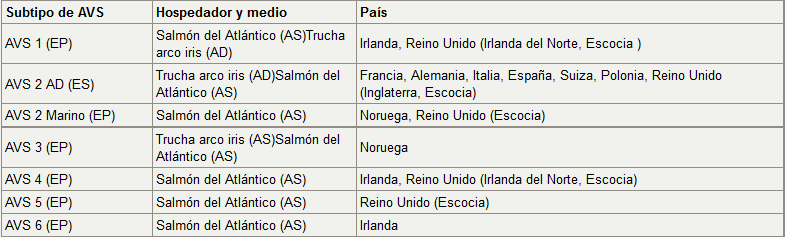 Subtipo de AVS Hospedador y medio País
AVS 1 (EP) Salmón del Atlántico (AS)Trucha arco iris (AD) Irlanda, Reino Unido (Irlanda del Norte, Escocia )
AVS 2 AD (ES) Trucha arco iris (AD)Salmón del Atlántico (AS) Francia, Alemania, Italia, España, Suiza, Polonia, Reino Unido (Inglaterra, Escocia)
AVS 2 Marino (EP) Salmón del Atlántico (AS) Noruega, Reino Unido (Escocia)
AVS 3 (EP) Trucha arco iris (AS)Salmón del Atlántico (AS) Noruega
AVS 4 (EP) Salmón del Atlántico (AS) Irlanda, Reino Unido (Irlanda del Norte, Escocia)
AVS 5 (EP) Salmón del Atlántico (AS) Reino Unido (Escocia)
AVS 6 (EP) Salmón del Atlántico (AS) Irlanda